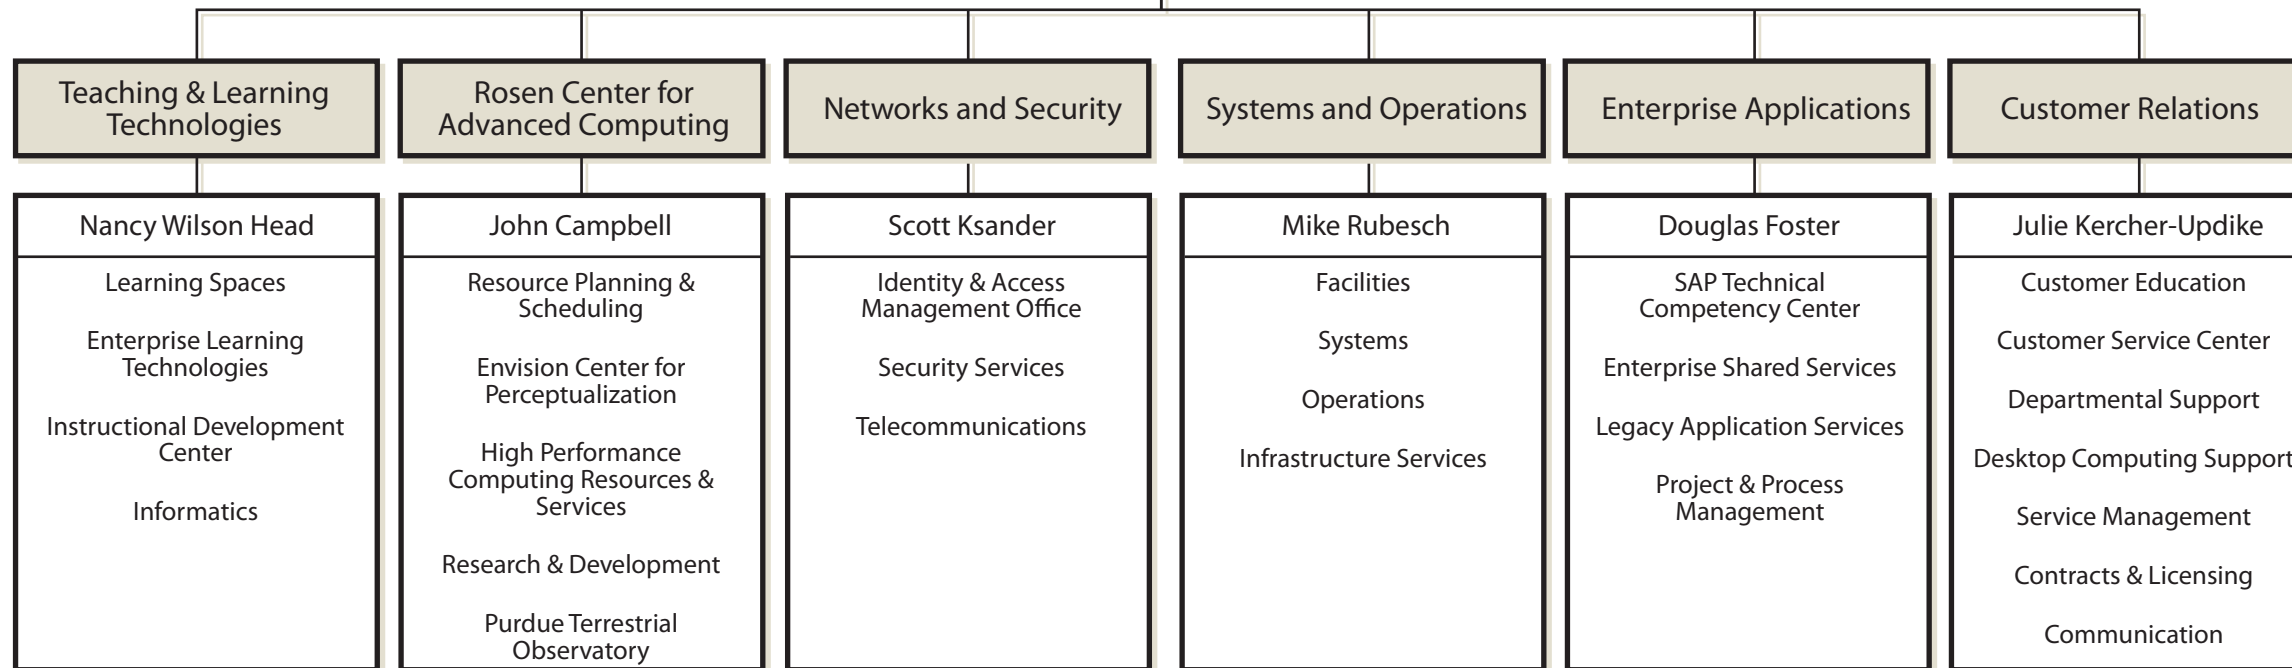 Teaching & Learning
Technologies
Nancy Wilson Head
Learning Spaces
Enterprise Learning
Technologies
Instructional Development
Center
Informatics
Rosen Center for
Advanced Computing
John Campbell
Resource Planning &
Scheduling
Envision Center for
Perceptualization
High Performance
Computing Resources &
Services
Research & Development
Purdue Terrestrial
Observatory
Networks and Security
Scott Ksander
Identity & Access
Management Office
Security Services
Telecommunications
Systems and Operations
Mike Rubesch
Facilities
Systems
Operations
Infrastructure Services
Enterprise Applications
Douglas Foster
SAP Technical
Competency Center
Enterprise Shared Services
Legacy Application Services
Project & Process
Management
Customer Relations
Julie Kercher-Updike
Customer Education
Customer Service Center
Departmental Support
Desktop Computing Support
Service Management
Contracts & Licensing
Communication